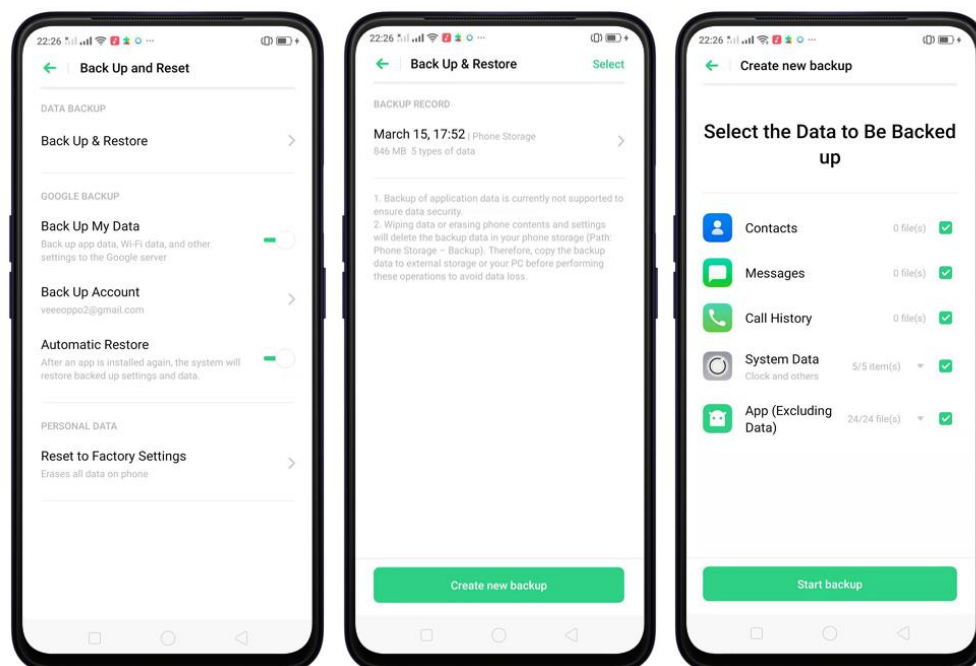 22:26
Back Up and Reset
DATA BACKUP
Back Up & Restore
GOOGLE BACKUP
Back Up My Data
Back up app data, Wi-Fi data, and other
settings to the Google server
Back Up Account
veeeoppo2@gmail.com
Automatic Restore
After an app is installed again, the system will
restore backed up settings and data.
PERSONAL DATA
Reset to Factory Settings
Erases all data on phone
22:26
Back Up & Restore Select
BACKUP RECORD
March 15, 17:52 | Phone Storage
846 MB 5 types of data
1. Backup of application data is currently not supported to
ensure data security.
2. Wiping data or erasing phone contents and settings
will delete the backup data in your phone storage (Path:
Phone Storage – Backup). Therefore, copy the backup
data to external storage or your PC before performing
these operations to avoid data loss.
Create new backup
22:26
Create new backup
Select the Data to Be Backed
up
Contacts 0 file(s)
Messages 0 file(s)
Call History 0 file(s)
System Data 5/5 item(s)
Clock and others
App (Excluding
Data) 24/24 file(s)
Start backup